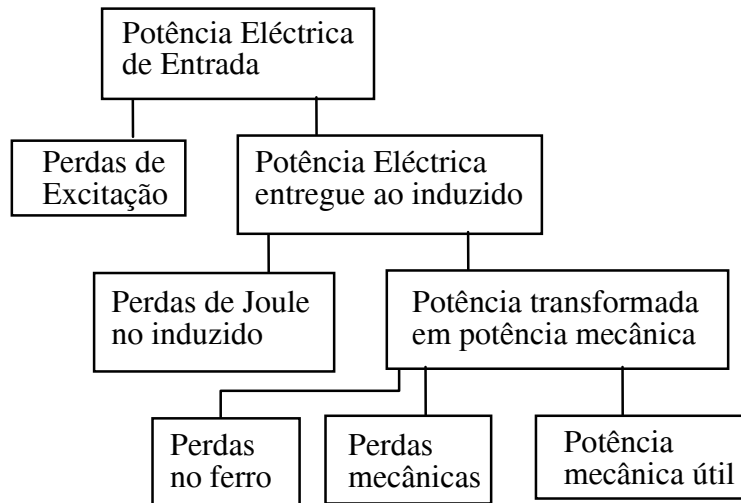 Potência Eléctrica
de Entrada
Perdas de
Excitação
Potência Eléctrica
entregue ao induzido
Perdas de Joule
no induzido
Potência transformada
em potência mecânica
Perdas
no ferro
Perdas
mecânicas
Potência
mecânica útil